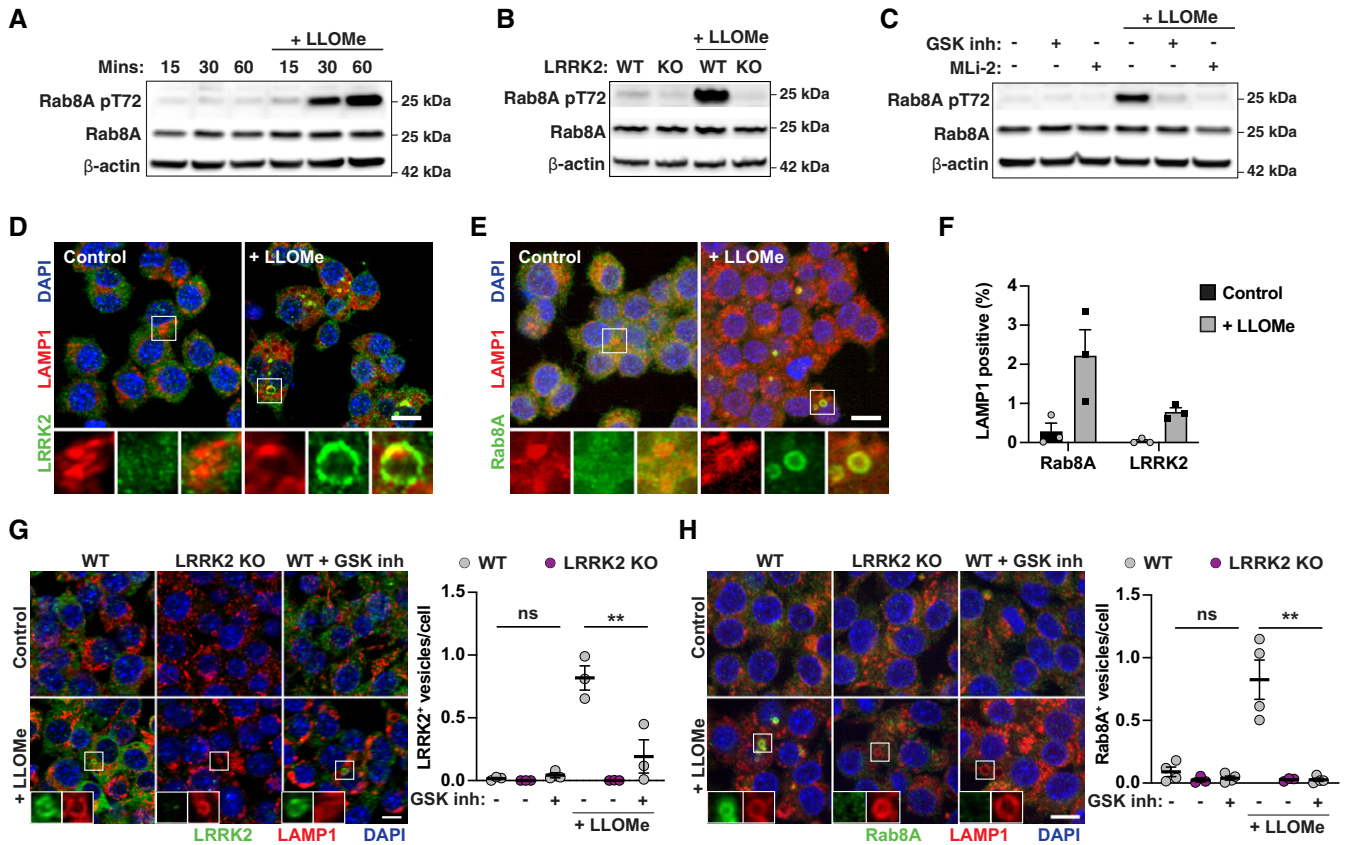 A
+ LLOMe
Mins: 15 30 60 15 30 60
Rab8A pT72
25 kDa
Rab8A
25 kDa
β-actin
42 kDa
B
+ LLOMe
LRRK2: WT KO WT KO
Rab8A pT72
25 kDa
Rab8A
25 kDa
β-actin
42 kDa
C
+ LLOMe
GSK inh: - + - - + -
MLi-2: - - + - - +
Rab8A pT72
25 kDa
Rab8A
25 kDa
β-actin
42 kDa
D
LRRK2 LAMP1 DAPI
Control
+ LLOMe
E
Rab8A LAMP1 DAPI
Control
+ LLOMe
F
LAMP1 positive (%)
4
3
2
1
0
Rab8A LRRK2
Control
+ LLOMe
G
WT LRRK2 KO WT + GSK inh
Control
+ LLOMe
LRRK2 LAMP1 DAPI
WT LRRK2 KO
LRRK2+ vesicles/cell
1.5
1.0
0.5
0.0
ns
**
GSK inh: - - + - - +
+ LLOMe
H
WT LRRK2 KO WT + GSK inh
Control
+ LLOMe
Rab8A LAMP1 DAPI
WT LRRK2 KO
Rab8A+ vesicles/cell
1.5
1.0
0.5
0.0
ns
**
GSK inh: - - + - - +
+ LLOMe